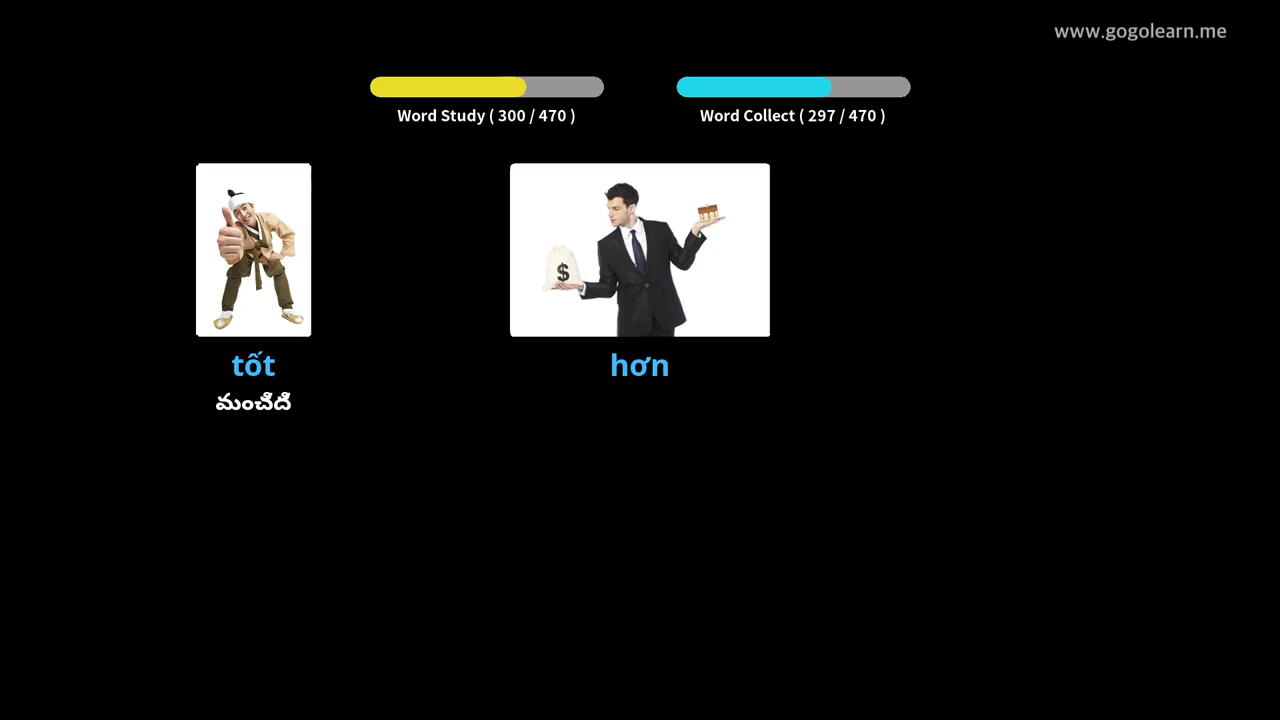 www.gogolearn.me
Word Study ( 300 / 470 )
Word Collect ( 297 / 470 )
$
tốt
hơn
మంచిది